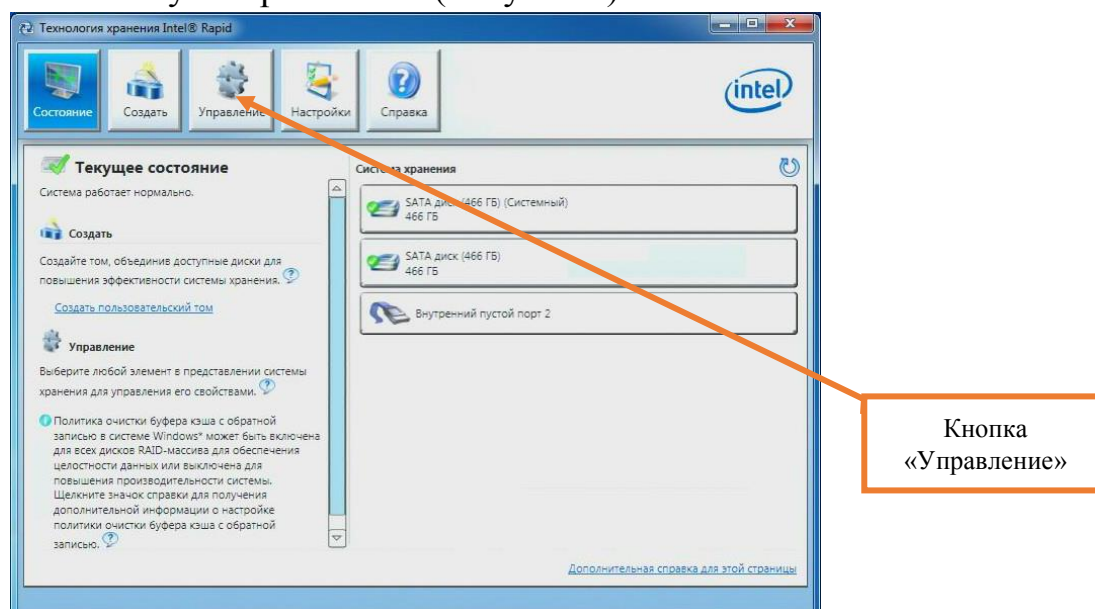 Технология хранения Intel® Rapid
Состояние
Создать
Управление
Настройки
Справка
intel
Текущее состояние
Система работает нормально.
Создать
Создайте том, объединив доступные диски для
повышения эффективности системы хранения.
Создать пользовательский том
Управление
Выберите любой элемент в представлении системы
хранения для управления его свойствами.
Политика очистки буфера кэша с обратной
записью в системе Windows* может быть включена
для всех дисков RAID-массива для обеспечения
целостности данных или выключена для
повышения производительности системы.
Щелкните значок справки для получения
дополнительной информации о настройке
политики очистки буфера кэша с обратной
записью.
Система хранения
SATA диск (466 ГБ) (Системный)
466 ГБ
SATA диск (466 ГБ)
466 ГБ
Внутренний пустой порт 2
Дополнительная справка для этой страницы
Кнопка
«Управление»